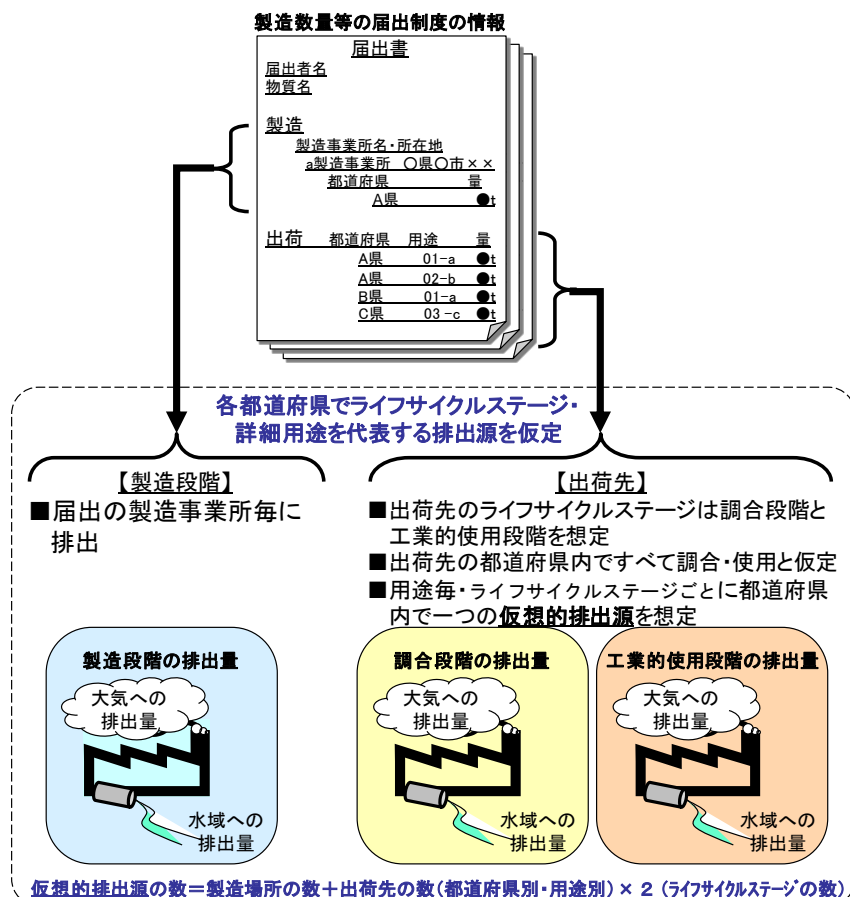 製造数量等の届出制度の情報
届出書
届出者名
物質名
製造
製造事業所名・所在地
a製造事業所 〇県〇市××
都道府県 量
A県 ●t
出荷 都道府県 用途 量
A県 01-a ●t
A県 02-b ●t
B県 01-a ●t
C県 03-c ●t
各都道府県でライフサイクルステージ・
詳細用途を代表する排出源を仮定
【製造段階】
■届出の製造事業所毎に
排出
【出荷先】
■出荷先のライフサイクルステージは調合段階と
工業的使用段階を想定
■出荷先の都道府県内ですべて調合・使用と仮定
■用途毎・ライフサイクルステージごとに都道府県
内で一つの仮想的排出源を想定
製造段階の排出量
大気への
排出量
水域への
排出量
調合段階の排出量
大気への
排出量
水域への
排出量
工業的使用段階の排出量
大気への
排出量
水域への
排出量
仮想的排出源の数=製造場所の数+出荷先の数(都道府県別・用途別)×2(ライフサイクルステージの数)